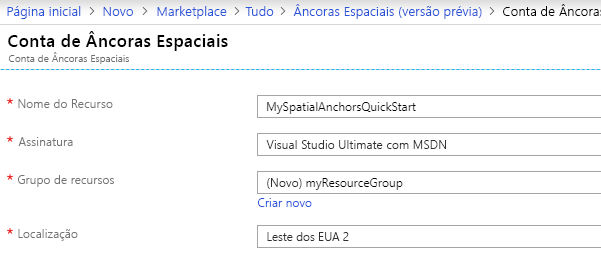 Página inicial > Novo > Marketplace > Tudo > Âncoras Espaciais (versão prévia) > Conta de Âncoras
Conta de Âncoras Espaciais
Conta de Âncoras Espaciais
* Nome do Recurso MySpatialAnchorsQuickStart
* Assinatura Visual Studio Ultimate com MSDN
* Grupo de recursos (Novo) myResourceGroup
Criar novo
* Localização Leste dos EUA 2